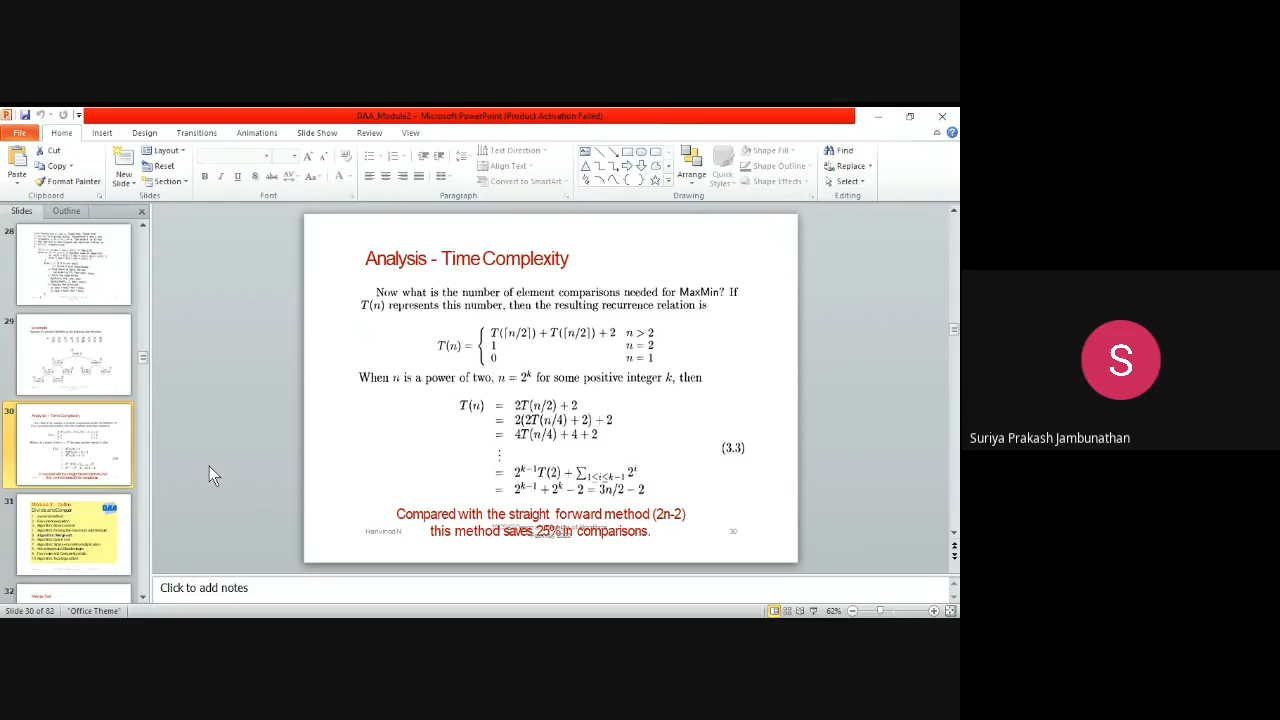 DAA_Module2 - Microsoft PowerPoint (Product Activation Failed)
File Home Insert Design Transitions Animations Slide Show Review View
Paste
Cut
Copy
Format Painter
Clipboard
New Slide
Layout
Reset
Section
Slides
Font
Paragraph
Text Direction
Align Text
Convert to SmartArt
Arrange
Quick Styles
Shape Fill
Shape Outline
Shape Effects
Drawing
Find
Replace
Select
Editing
Slides Outline
28
29
30
31
32
Analysis - Time Complexity
Now what is the number of element comparisons needed for MaxMin? If
T(n) represents this number, then the resulting recurrence relation is
T(n) = { T(⌈n/2⌉) + T(⌈n/2⌉) + 2 n > 2
1 n = 2
0 n = 1
When n is a power of two, n = 2^k for some positive integer k, then
T(n) = 2T(n/2) + 2
= 2(2T(n/4) + 2) + 2
= 4T(n/4) + 4 + 2
⋮
(3.3)
= 2^{k-1}T(2) + ∑_{1≤i≤k-1} 2^i
= 2^{k-1} + 2^k − 2 = 3n/2 − 2
Compared with the straight forward method (2n-2)
this method saves 25% in comparisons.
Harivinod N
30
Click to add notes
Slide 30 of 82 "Office Theme" 62%
S
Suriya Prakash Jambunathan